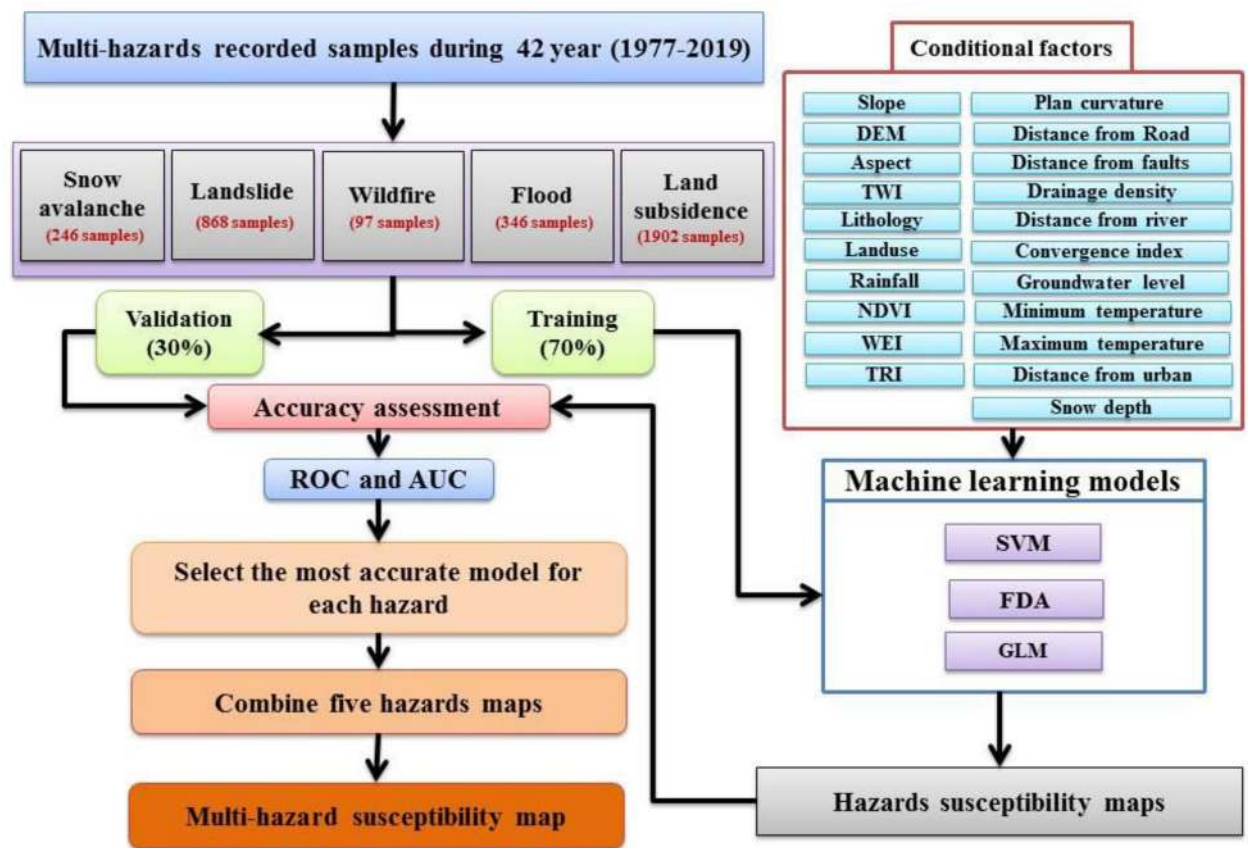 Multi-hazards recorded samples during 42 year (1977-2019)
Snow
avalanche
(246 samples)
Landslide
(868 samples)
Wildfire
(97 samples)
Flood
(346 samples)
Land
subsidence
(1902 samples)
Validation
(30%)
Training
(70%)
Accuracy assessment
ROC and AUC
Select the most accurate model for
each hazard
Combine five hazards maps
Multi-hazard susceptibility map
Conditional factors
Slope
DEM
Aspect
TWI
Lithology
Landuse
Rainfall
NDVI
WEI
TRI
Plan curvature
Distance from Road
Distance from faults
Drainage density
Distance from river
Convergence index
Groundwater level
Minimum temperature
Maximum temperature
Distance from urban
Snow depth
Machine learning models
SVM
FDA
GLM
Hazards susceptibility maps